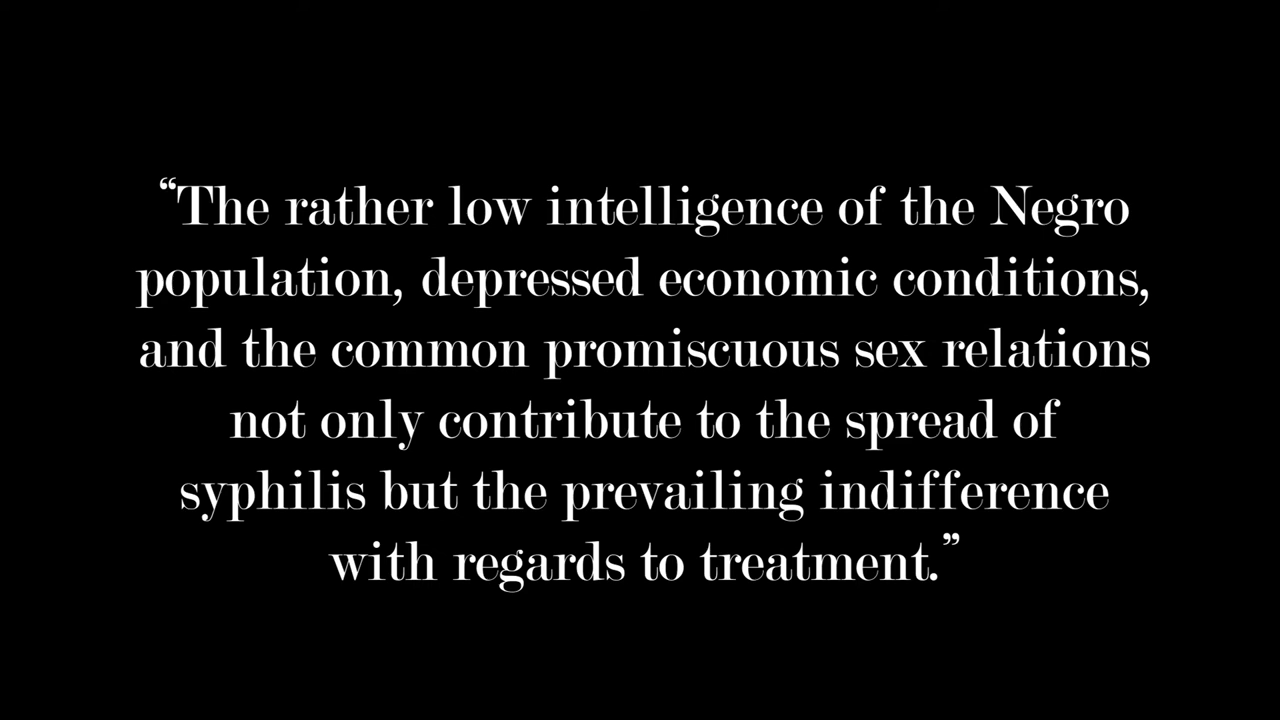 “The rather low intelligence of the Negro
population, depressed economic conditions,
and the common promiscuous sex relations
not only contribute to the spread of
syphilis but the prevailing indifference
with regards to treatment.”